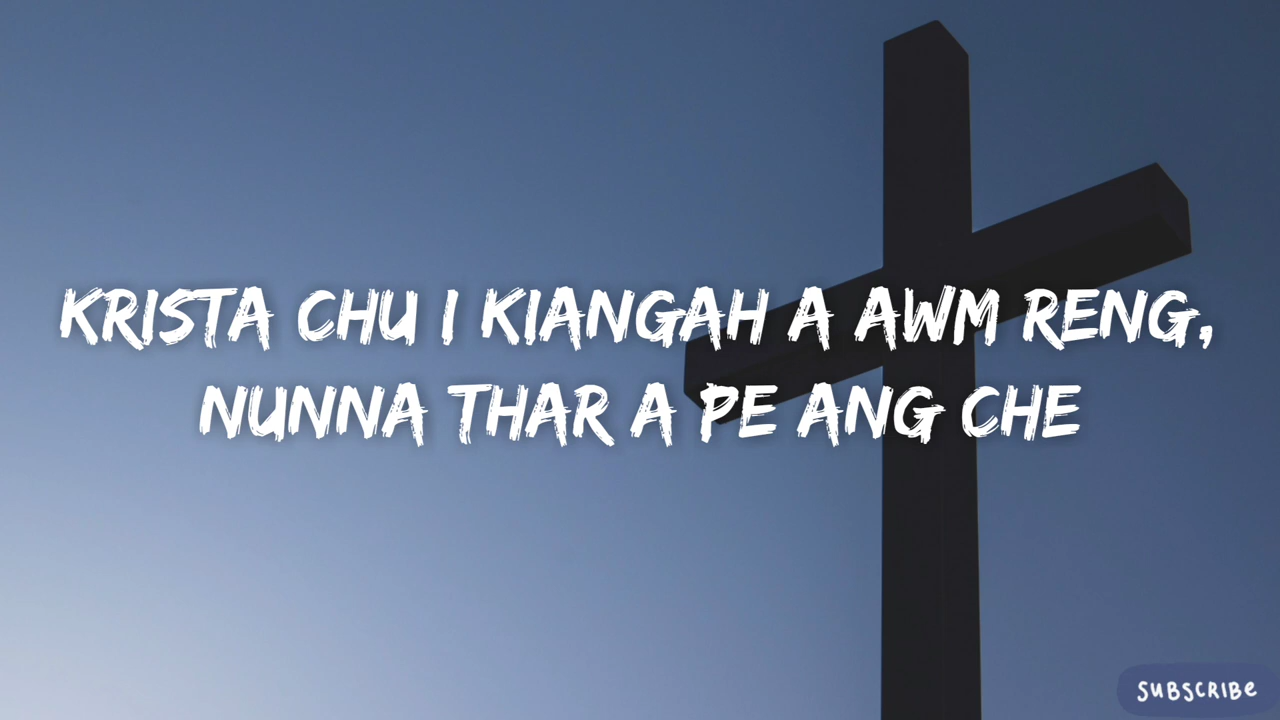 KRISTA CHU I KIANGAH A AWM RENG,
NUNNA THAR A PE ANG CHE
SUBSCRIBE